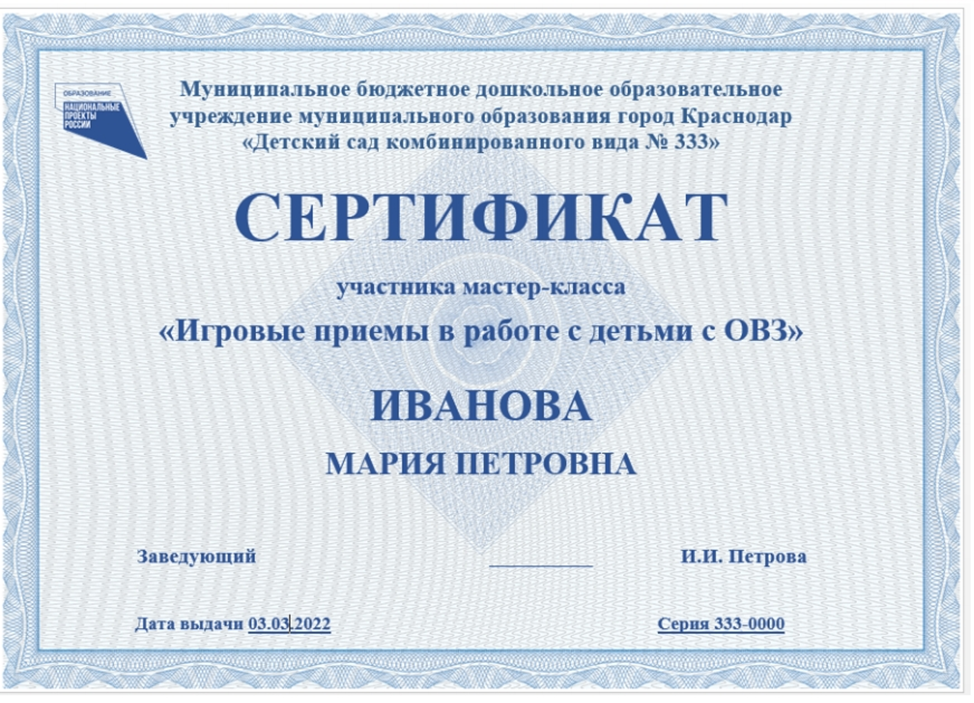 ОБРАЗОВАНИЕ
НАЦИОНАЛЬНЫЕ
ПРОЕКТЫ
РОССИИ
Муниципальное бюджетное дошкольное образовательное
учреждение муниципального образования город Краснодар
«Детский сад комбинированного вида № 333»
СЕРТИФИКАТ
участника мастер-класса
«Игровые приемы в работе с детьми с ОВЗ»
ИВАНОВА
МАРИЯ ПЕТРОВНА
Заведующий ___________ И.И. Петрова
Дата выдачи 03.03.2022 Серия 333-0000